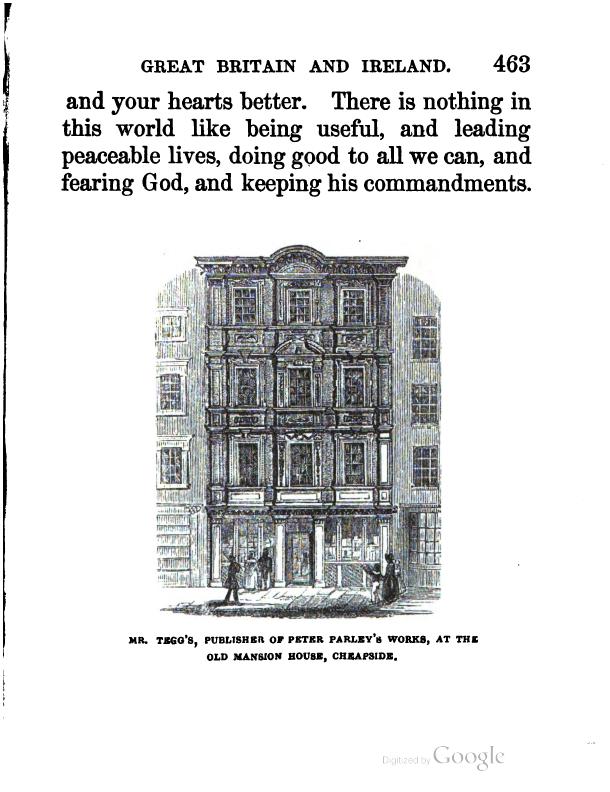 GREAT BRITAIN AND IRELAND. 463
and your hearts better. There is nothing in
this world like being useful, and leading
peaceable lives, doing good to all we can, and
fearing God, and keeping his commandments.
MR. TEGG'S, PUBLISHER OF PETER PARLEY'S WORKS, AT THE
OLD MANSION HOUSE, CHEAPSIDE.
Digitized by Google